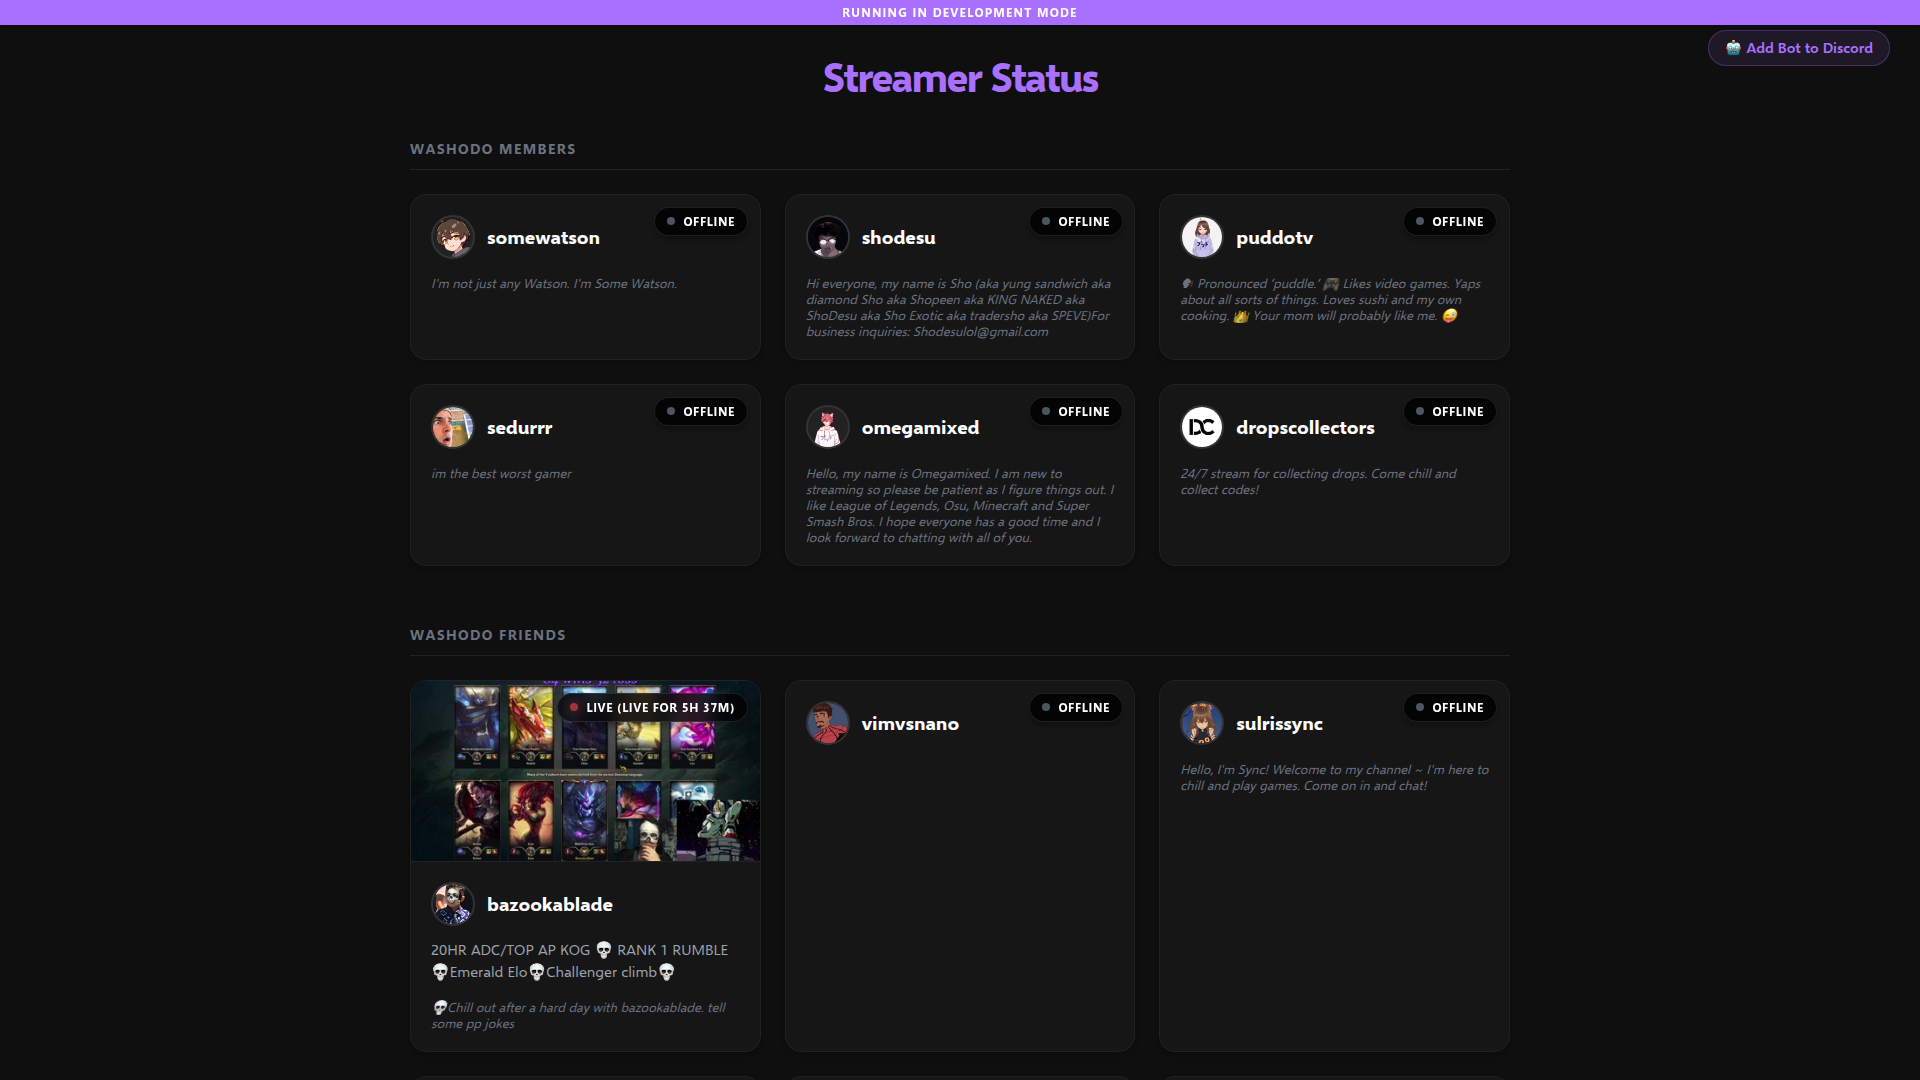 RUNNING IN DEVELOPMENT MODE
🤖 Add Bot to Discord
Streamer Status
WASHODO MEMBERS
somewatson
OFFLINE
I'm not just any Watson. I'm Some Watson.
shodesu
OFFLINE
Hi everyone, my name is Sho (aka yung sandwich aka
diamond Sho aka Shopeen aka KING NAKED aka
ShoDesu aka Sho Exotic aka tradersho aka SPEVE)For
business inquiries: Shodesulol@gmail.com
puddotv
OFFLINE
🗣 Pronounced 'puddle.' 🎮 Likes video games. Yaps
about all sorts of things. Loves sushi and my own
cooking. 👑 Your mom will probably like me. 🤪
sedurrr
OFFLINE
im the best worst gamer
omegamixed
OFFLINE
Hello, my name is Omegamixed. I am new to
streaming so please be patient as I figure things out. I
like League of Legends, Osu, Minecraft and Super
Smash Bros. I hope everyone has a good time and I
look forward to chatting with all of you.
DC
dropscollectors
OFFLINE
24/7 stream for collecting drops. Come chill and
collect codes!
WASHODO FRIENDS
LIVE (LIVE FOR 5H 37M)
bazookablade
20HR ADC/TOP AP KOG 💀 RANK 1 RUMBLE
💀Emerald Elo💀Challenger climb💀
💀Chill out after a hard day with bazookablade. tell
some pp jokes
vimvsnano
OFFLINE
sulrissync
OFFLINE
Hello, I'm Sync! Welcome to my channel ~ I'm here to
chill and play games. Come on in and chat!